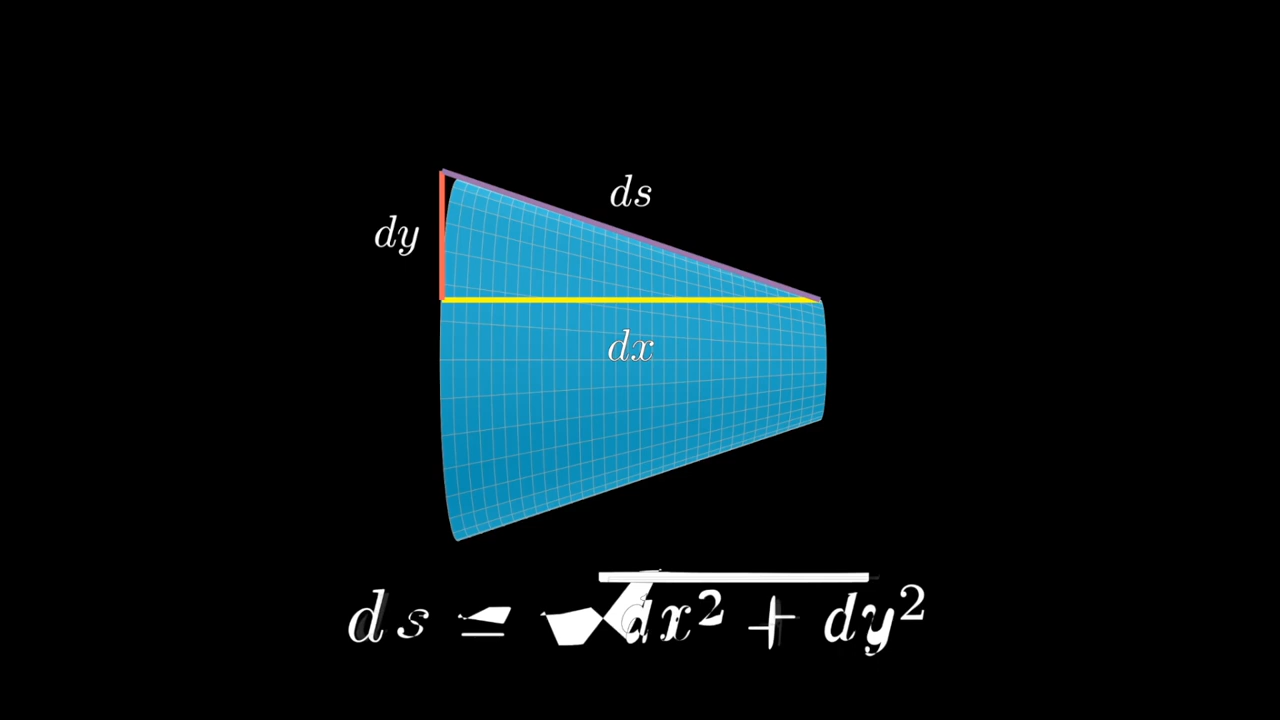 ds
dy
dx
ds = √dx² + dy²